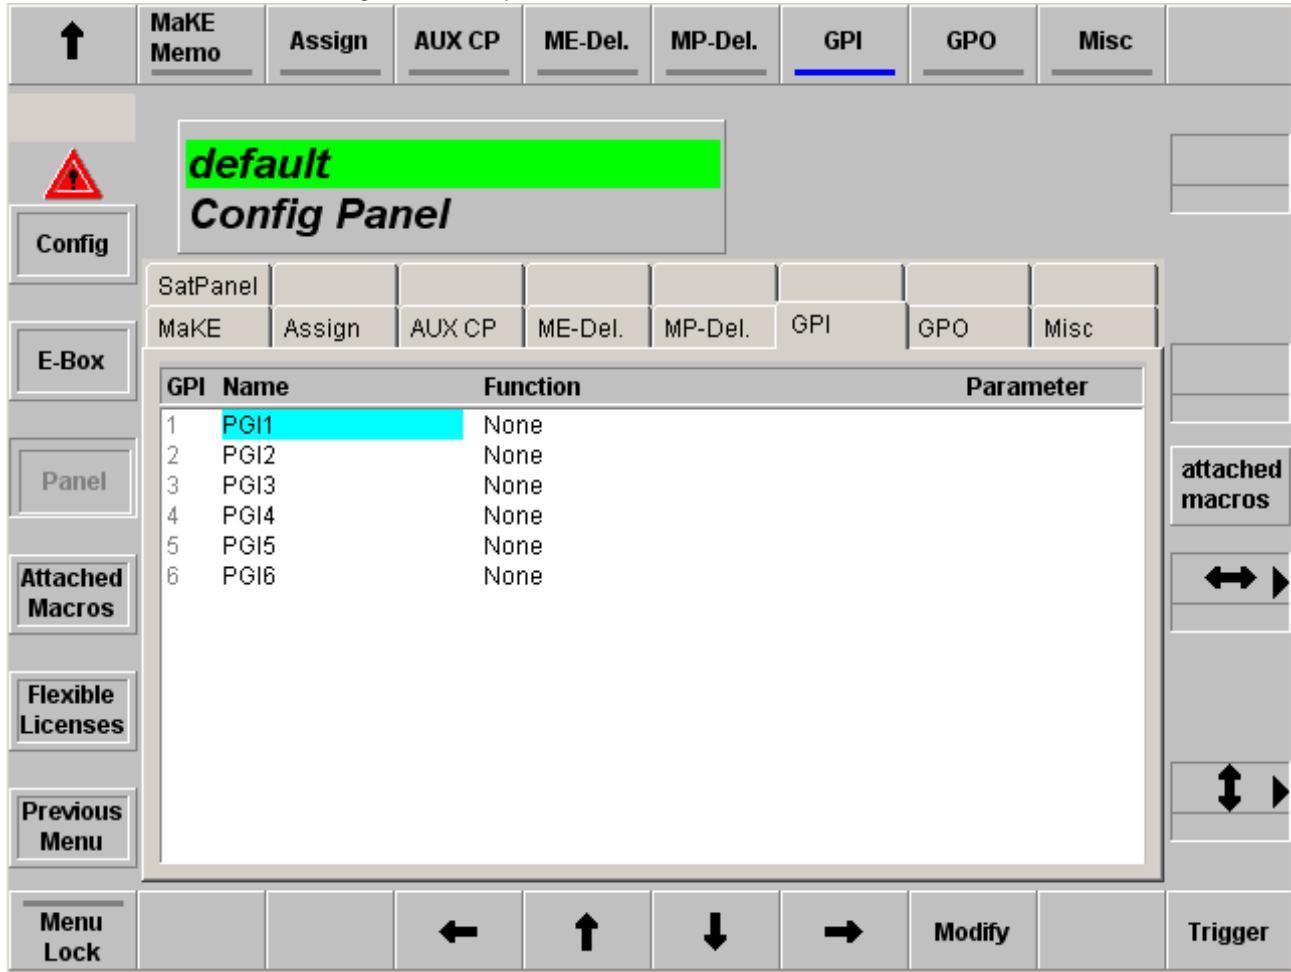 MaKE
Memo
Assign
AUX CP
ME-Del.
MP-Del.
GPI
GPO
Misc
default
Config Panel
Config
E-Box
Panel
Attached
Macros
Flexible
Licenses
Previous
Menu
SatPanel
MaKE
Assign
AUX CP
ME-Del.
MP-Del.
GPI
GPO
Misc
GPI Name Function Parameter
1 PGI1 None
2 PGI2 None
3 PGI3 None
4 PGI4 None
5 PGI5 None
6 PGI6 None
attached
macros
Menu
Lock
Modify
Trigger